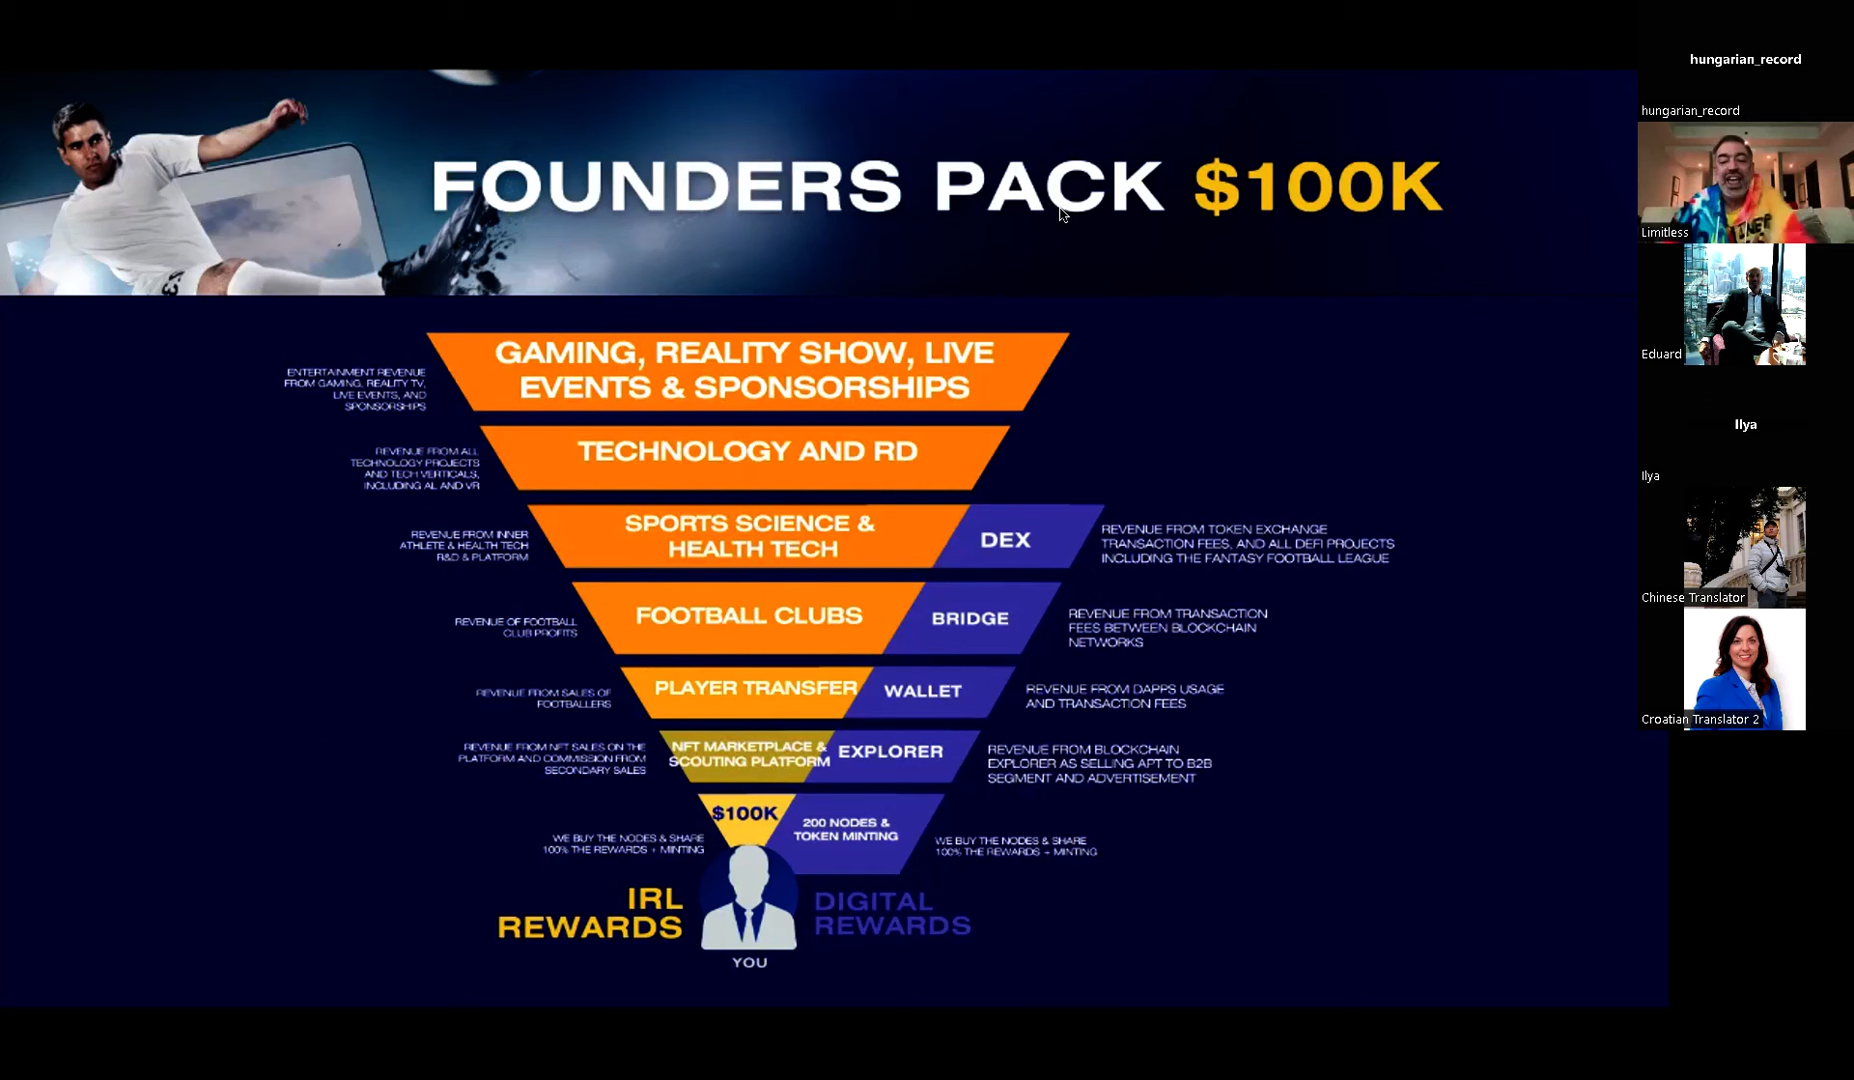 FOUNDERS PACK $100K
GAMING, REALITY SHOW, LIVE
EVENTS & SPONSORSHIPS
ENTERTAINMENT REVENUE
FROM GAMING, REALITY TV,
LIVE EVENTS, AND
SPONSORSHIPS
TECHNOLOGY AND RD
REVENUE FROM ALL
TECHNOLOGY PROJECTS
AND TECH VERTICALS,
INCLUDING AL AND VR
SPORTS SCIENCE &
HEALTH TECH
REVENUE FROM INNER
ATHLETE & HEALTH TECH
R&D & PLATFORM
DEX
REVENUE FROM TOKEN EXCHANGE
TRANSACTION FEES, AND ALL DEFI PROJECTS
INCLUDING THE FANTASY FOOTBALL LEAGUE
FOOTBALL CLUBS
REVENUE OF FOOTBALL
CLUB PROFITS
BRIDGE
REVENUE FROM TRANSACTION
FEES BETWEEN BLOCKCHAIN
NETWORKS
PLAYER TRANSFER
REVENUE FROM SALES OF
FOOTBALLERS
WALLET
REVENUE FROM DAPPS USAGE
AND TRANSACTION FEES
NFT MARKETPLACE &
SCOUTING PLATFORM
REVENUE FROM NFT SALES ON THE
PLATFORM AND COMMISSION FROM
SECONDARY SALES
EXPLORER
REVENUE FROM BLOCKCHAIN
EXPLORER AS SELLING APT TO B2B
SEGMENT AND ADVERTISEMENT
$100K
WE BUY THE NODES & SHARE
100% THE REWARDS + MINTING
200 NODES &
TOKEN MINTING
WE BUY THE NODES & SHARE
100% THE REWARDS + MINTING
IRL
REWARDS
DIGITAL
REWARDS
YOU
hungarian_record
hungarian_record
Limitless
Eduard
Ilya
Ilya
Chinese Translator
Croatian Translator 2